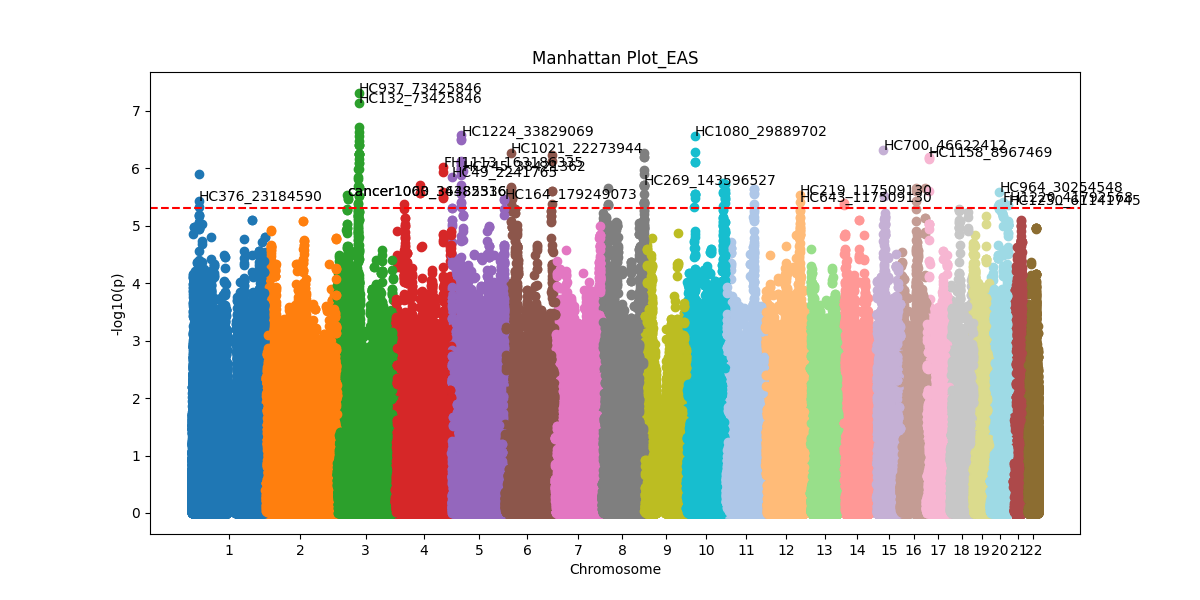 Manhattan Plot_EAS
HC937_73425846
HC132_73425846
HC1224_33829069
HC1080_29889702
HC700_46622412
HC1021_22273944
HC1158_8967469
FH1113_163186335
HC49_2241765
HC269_143596527
HC376_23184590
HC164_179249073
HC219_117509130
HC643_117509130
HC964_30254548
-log10(p)
7
6
5
4
3
2
1
0
1 2 3 4 5 6 7 8 9 10 11 12 13 14 15 16 17 18 19 20 21 22
Chromosome